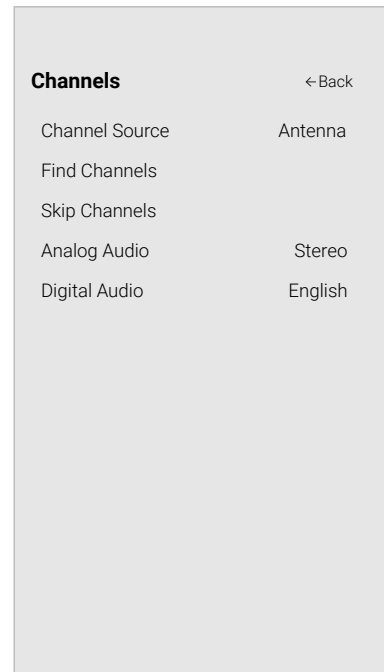 Channels ←Back
Channel Source Antenna
Find Channels
Skip Channels
Analog Audio Stereo
Digital Audio English